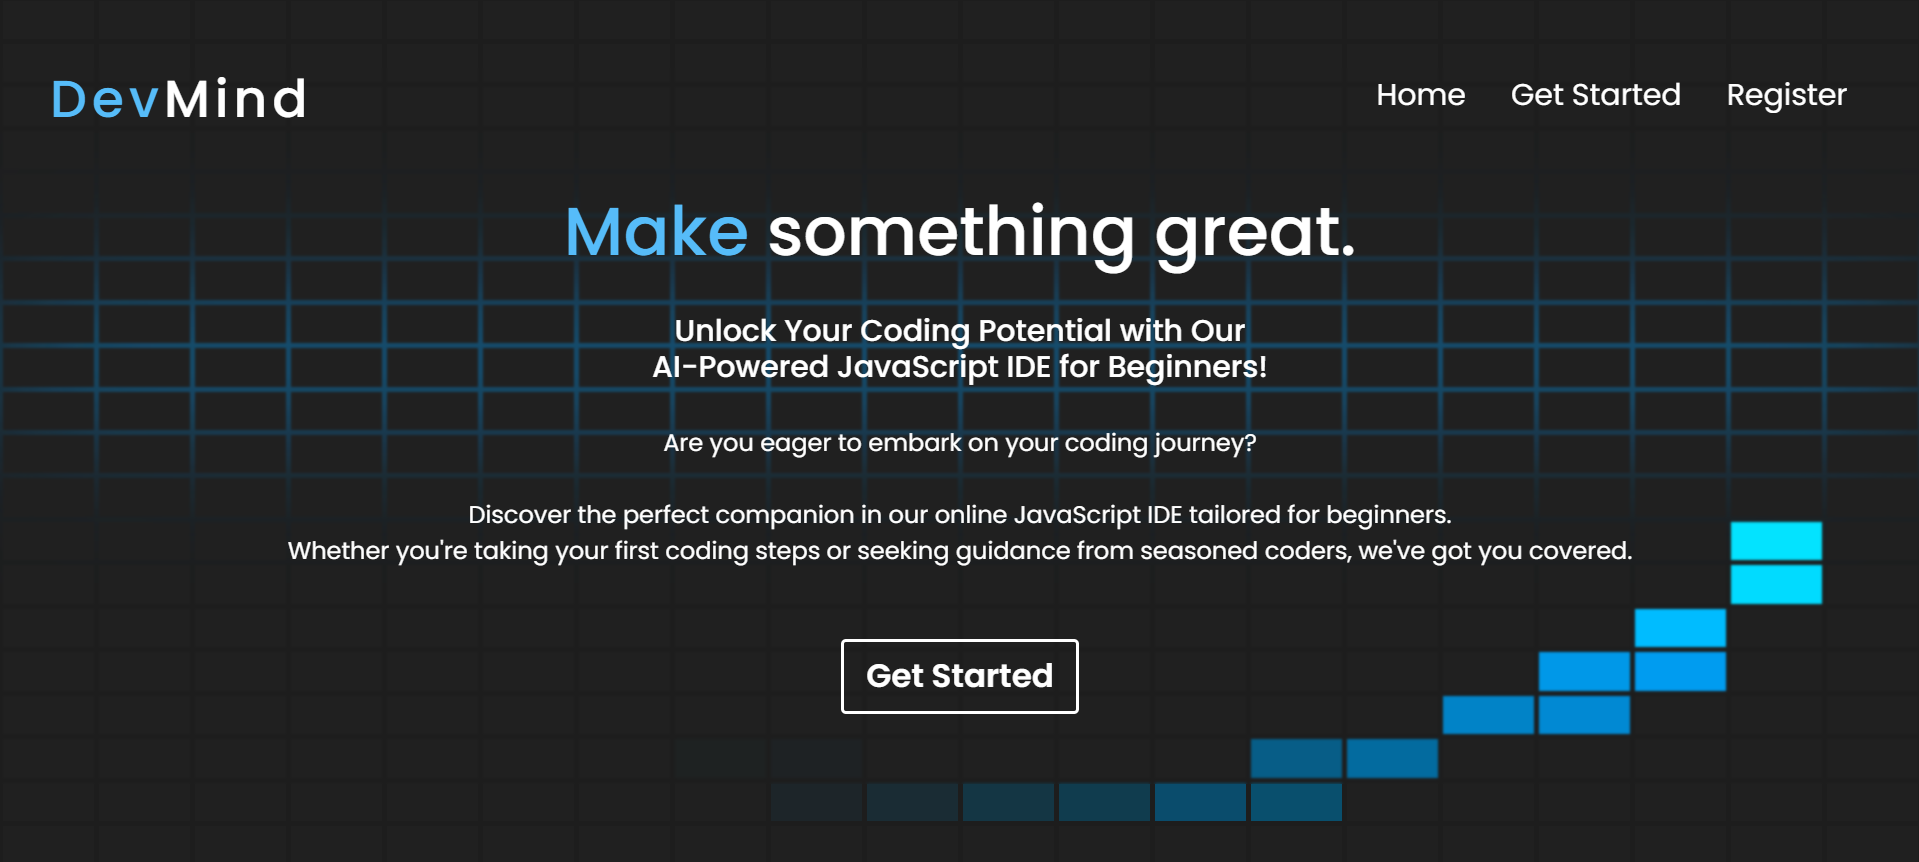 DevMind
Home Get Started Register
Make something great.
Unlock Your Coding Potential with Our
AI-Powered JavaScript IDE for Beginners!
Are you eager to embark on your coding journey?
Discover the perfect companion in our online JavaScript IDE tailored for beginners.
Whether you're taking your first coding steps or seeking guidance from seasoned coders, we've got you covered.
Get Started